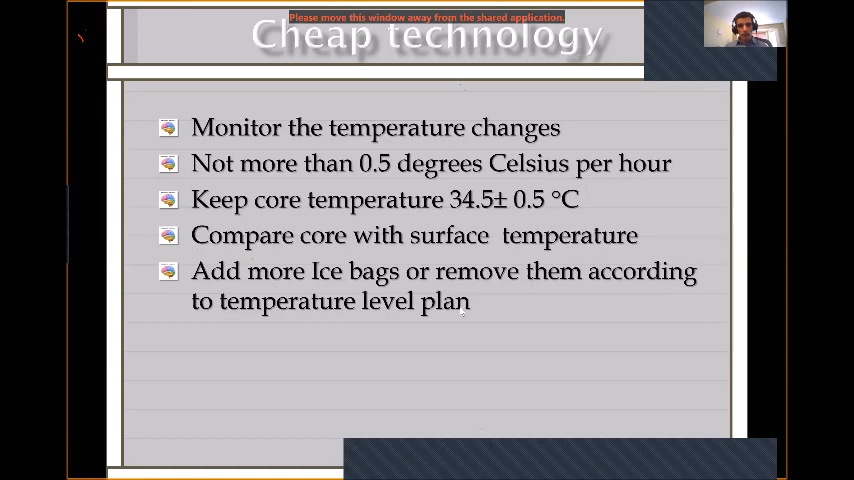 Please move this window away from the shared application.
Cheap technology
Monitor the temperature changes
Not more than 0.5 degrees Celsius per hour
Keep core temperature 34.5± 0.5 °C
Compare core with surface temperature
Add more Ice bags or remove them according
to temperature level plan